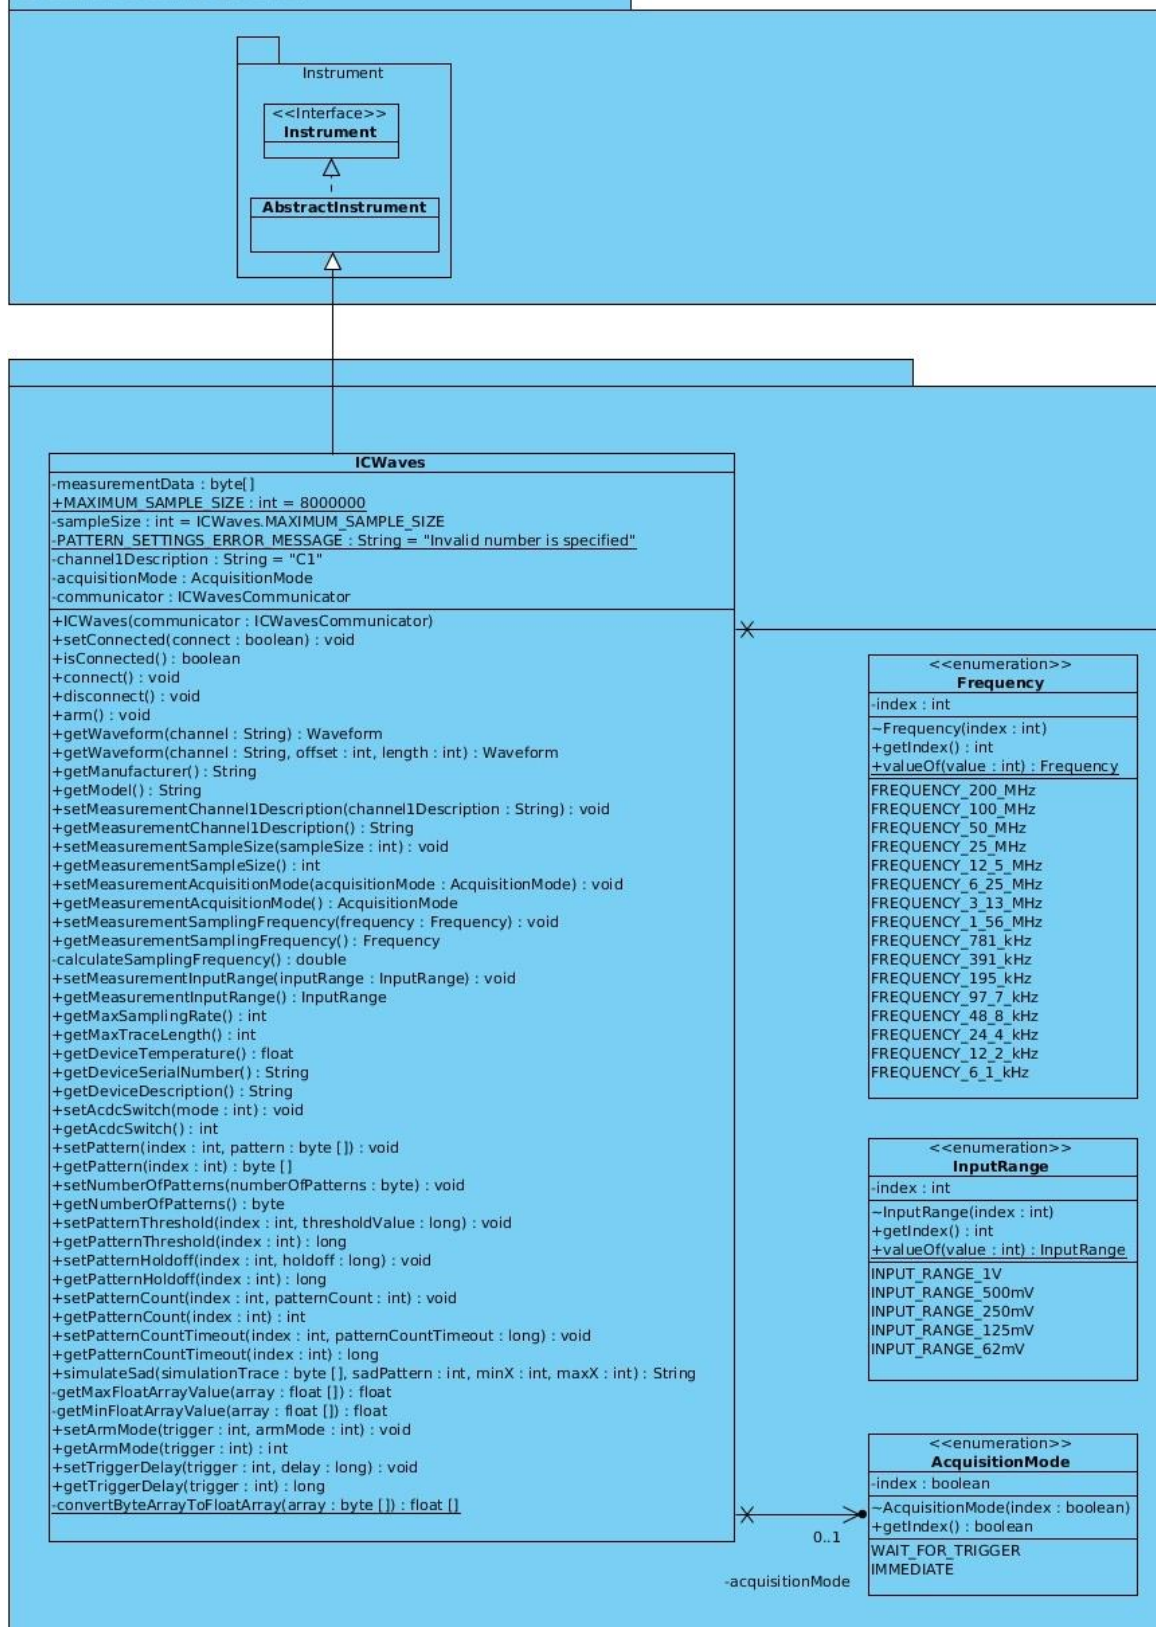 Instrument
<<Interface>>
Instrument
AbstractInstrument
ICWaves
-measurementData : byte[]
+MAXIMUM_SAMPLE_SIZE : int = 8000000
-sampleSize : int = ICWaves.MAXIMUM_SAMPLE_SIZE
-PATTERN_SETTINGS_ERROR_MESSAGE : String = "Invalid number is specified"
-channel1Description : String = "C1"
-acquisitionMode : AcquisitionMode
-communicator : ICWavesCommunicator
+ICWaves(communicator : ICWavesCommunicator)
+setConnected(connect : boolean) : void
+isConnected() : boolean
+connect() : void
+disconnect() : void
+arm() : void
+getWaveform(channel : String) : Waveform
+getWaveform(channel : String, offset : int, length : int) : Waveform
+getManufacturer() : String
+getModel() : String
+setMeasurementChannel1Description(channel1Description : String) : void
+getMeasurementChannel1Description() : String
+setMeasurementSampleSize(sampleSize : int) : void
+getMeasurementSampleSize() : int
+setMeasurementAcquisitionMode(acquisitionMode : AcquisitionMode) : void
+getMeasurementAcquisitionMode() : AcquisitionMode
+setMeasurementSamplingFrequency(frequency : Frequency) : void
+getMeasurementSamplingFrequency() : Frequency
-calculateSamplingFrequency() : double
+setMeasurementInputRange(inputRange : InputRange) : void
+getMeasurementInputRange() : InputRange
+getMaxSamplingRate() : int
+getMaxTraceLength() : int
+getDeviceTemperature() : float
+getDeviceSerialNumber() : String
+getDeviceDescription() : String
+setAcdcSwitch(mode : int) : void
+getAcdcSwitch() : int
+setPattern(index : int, pattern : byte []) : void
+getPattern(index : int) : byte []
+setNumberOfPatterns(numberOfPatterns : byte) : void
+getNumberOfPatterns() : byte
+setPatternThreshold(index : int, thresholdValue : long) : void
+getPatternThreshold(index : int) : long
+setPatternHoldoff(index : int, holdoff : long) : void
+getPatternHoldoff(index : int) : long
+setPatternCount(index : int, patternCount : int) : void
+getPatternCount(index : int) : int
+setPatternCountTimeout(index : int, patternCountTimeout : long) : void
+getPatternCountTimeout(index : int) : long
+simulateSad(simulationTrace : byte [], sadPattern : int, minX : int, maxX : int) : String
-getMaxFloatArrayValue(array : float []) : float
-getMinFloatArrayValue(array : float []) : float
+setArmMode(trigger : int, armMode : int) : void
+getArmMode(trigger : int) : int
+setTriggerDelay(trigger : int, delay : long) : void
+getTriggerDelay(trigger : int) : long
-convertByteArrayToFloatArray(array : byte []) : float []
<<enumeration>>
Frequency
-index : int
~Frequency(index : int)
+getIndex() : int
+valueOf(value : int) : Frequency
FREQUENCY_200_MHz
FREQUENCY_100_MHz
FREQUENCY_50_MHz
FREQUENCY_25_MHz
FREQUENCY_12_5_MHz
FREQUENCY_6_25_MHz
FREQUENCY_3_13_MHz
FREQUENCY_1_56_MHz
FREQUENCY_781_kHz
FREQUENCY_391_kHz
FREQUENCY_195_kHz
FREQUENCY_97_7_kHz
FREQUENCY_48_8_kHz
FREQUENCY_24_4_kHz
FREQUENCY_12_2_kHz
FREQUENCY_6_1_kHz
<<enumeration>>
InputRange
-index : int
~InputRange(index : int)
+getIndex() : int
+valueOf(value : int) : InputRange
INPUT_RANGE_1V
INPUT_RANGE_500mV
INPUT_RANGE_250mV
INPUT_RANGE_125mV
INPUT_RANGE_62mV
<<enumeration>>
AcquisitionMode
-index : boolean
~AcquisitionMode(index : boolean)
+getIndex() : boolean
WAIT_FOR_TRIGGER
IMMEDIATE
0..1
-acquisitionMode